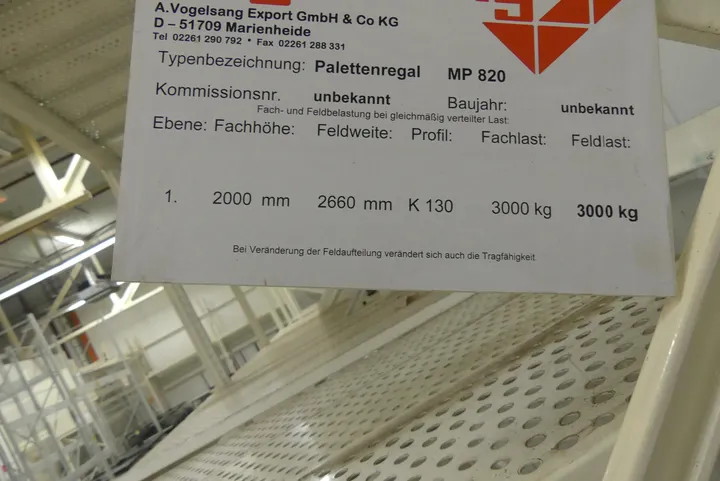 A.Vogelsang Export GmbH & Co KG
D – 51709 Marienheide
Tel 02261 290 792 • Fax 02261 288 331
Typenbezeichnung: Palettenregal MP 820
Kommissionsnr. unbekannt Baujahr: unbekannt
Fach- und Feldbelastung bei gleichmäßig verteilter Last:
Ebene: Fachhöhe: Feldweite: Profil: Fachlast: Feldlast:
1. 2000 mm 2660 mm K 130 3000 kg 3000 kg
Bei Veränderung der Feldaufteilung verändert sich auch die Tragfähigkeit